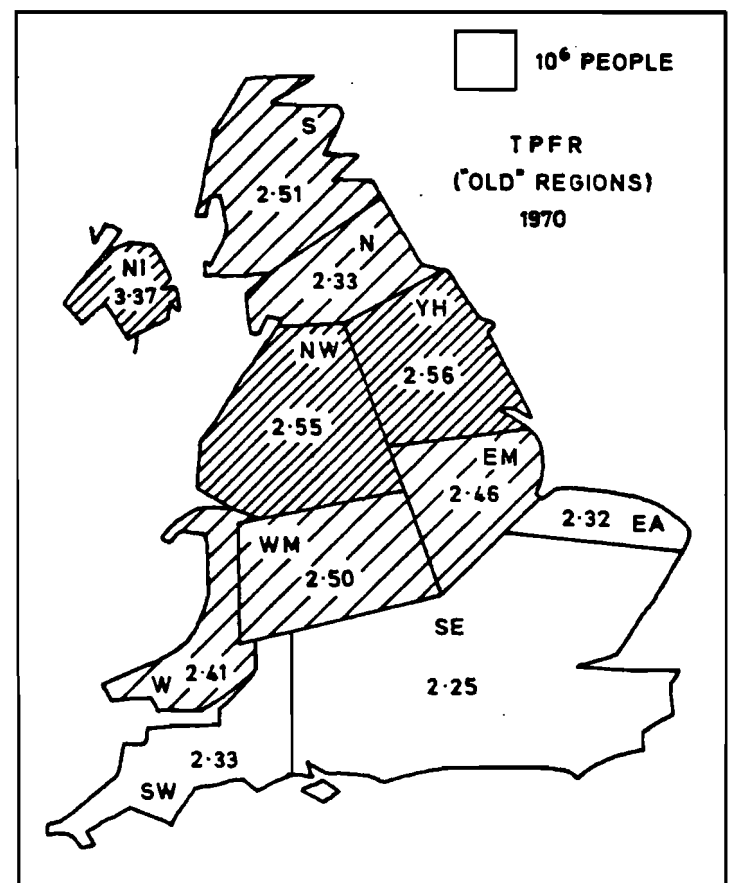 10⁶ PEOPLE
TPFR
("OLD" REGIONS)
1970
S
2·51
N
2·33
NI
3·37
YH
2·56
NW
2·55
EM
2·46
2·32 EA
WM
2·50
SE
2·25
W 2·41
2·33
SW